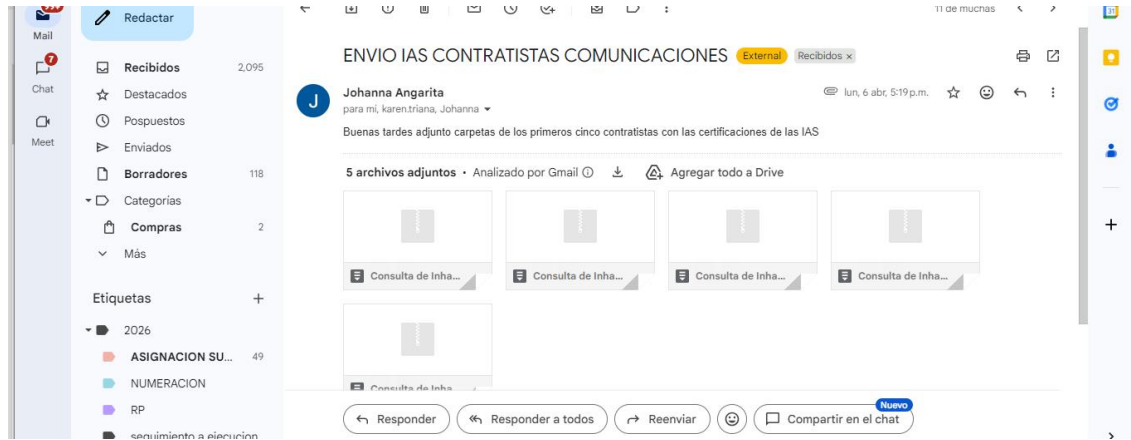 99+
Mail
7
Chat
Meet
Redactar
Recibidos 2,095
Destacados
Pospuestos
Enviados
Borradores 118
Categorías
Compras 2
Más
Etiquetas
2026
ASIGNACION SU... 49
NUMERACION
RP
seguimiento a ejecucion
11 de muchas
ENVIO IAS CONTRATISTAS COMUNICACIONES External Recibidos x
J
Johanna Angarita
lun, 6 abr, 5:19 p.m.
para mí, karen.triana, Johanna
Buenas tardes adjunto carpetas de los primeros cinco contratistas con las certificaciones de las IAS
5 archivos adjuntos • Analizado por Gmail
Agregar todo a Drive
Consulta de Inha...
Consulta de Inha...
Consulta de Inha...
Consulta de Inha...
Consulta de Inha...
Responder
Responder a todos
Reenviar
Compartir en el chat
Nuevo
31